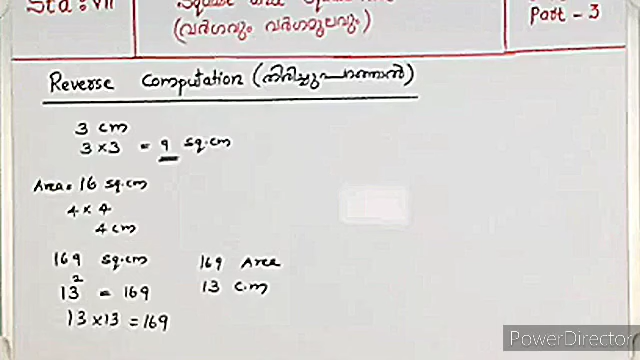 Std: VII
Part - 3
(വർഗവും വർഗമൂലവും)
Reverse Computation (തിരിച്ചുപറഞ്ഞാൽ)
3 cm
3 × 3 = 9 sq.cm
Area = 16 sq.cm
4 × 4
4 cm
169 sq.cm
169 Area
13² = 169
13 c.m
13 × 13 = 169
PowerDirector